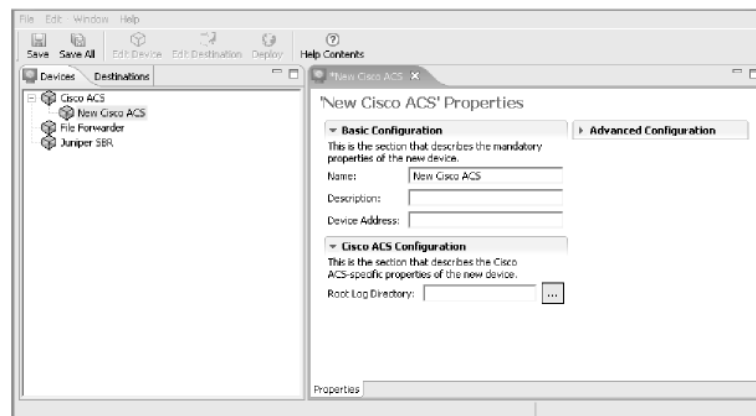 File Edit Window Help
Save Save All Edit Device Edit Destination Deploy Help Contents
Devices Destinations
Cisco ACS
New Cisco ACS
File Forwarder
Juniper SBR
*New Cisco ACS
'New Cisco ACS' Properties
Basic Configuration
This is the section that describes the mandatory
properties of the new device.
Name: New Cisco ACS
Description:
Device Address:
Cisco ACS Configuration
This is the section that describes the Cisco
ACS-specific properties of the new device.
Root Log Directory: ...
Advanced Configuration
Properties